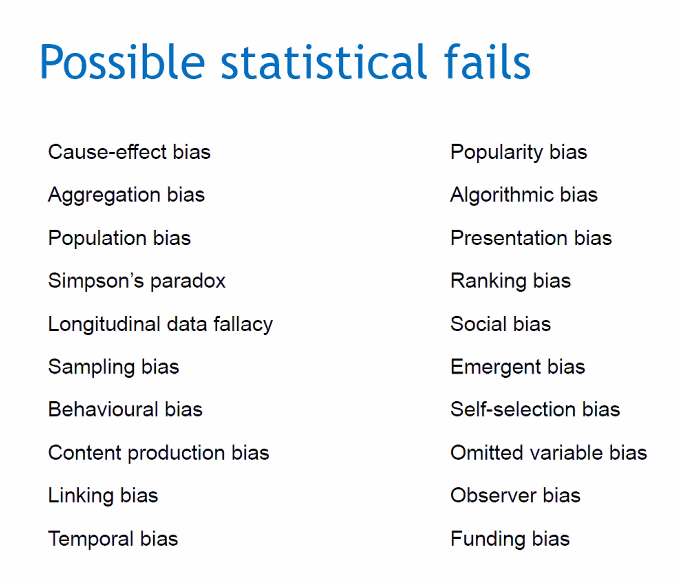 Possible statistical fails
Cause-effect bias
Aggregation bias
Population bias
Simpson’s paradox
Longitudinal data fallacy
Sampling bias
Behavioural bias
Content production bias
Linking bias
Temporal bias
Popularity bias
Algorithmic bias
Presentation bias
Ranking bias
Social bias
Emergent bias
Self-selection bias
Omitted variable bias
Observer bias
Funding bias